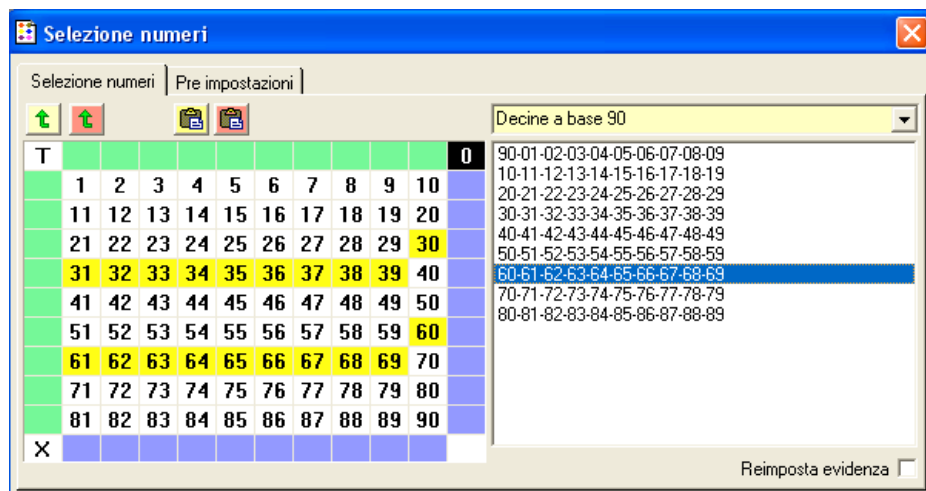 Selezione numeri
Selezione numeri Pre impostazioni
Decine a base 90
T 0
1 2 3 4 5 6 7 8 9 10
11 12 13 14 15 16 17 18 19 20
21 22 23 24 25 26 27 28 29 30
31 32 33 34 35 36 37 38 39 40
41 42 43 44 45 46 47 48 49 50
51 52 53 54 55 56 57 58 59 60
61 62 63 64 65 66 67 68 69 70
71 72 73 74 75 76 77 78 79 80
81 82 83 84 85 86 87 88 89 90
X
90-01-02-03-04-05-06-07-08-09
10-11-12-13-14-15-16-17-18-19
20-21-22-23-24-25-26-27-28-29
30-31-32-33-34-35-36-37-38-39
40-41-42-43-44-45-46-47-48-49
50-51-52-53-54-55-56-57-58-59
60-61-62-63-64-65-66-67-68-69
70-71-72-73-74-75-76-77-78-79
80-81-82-83-84-85-86-87-88-89
Reimposta evidenza